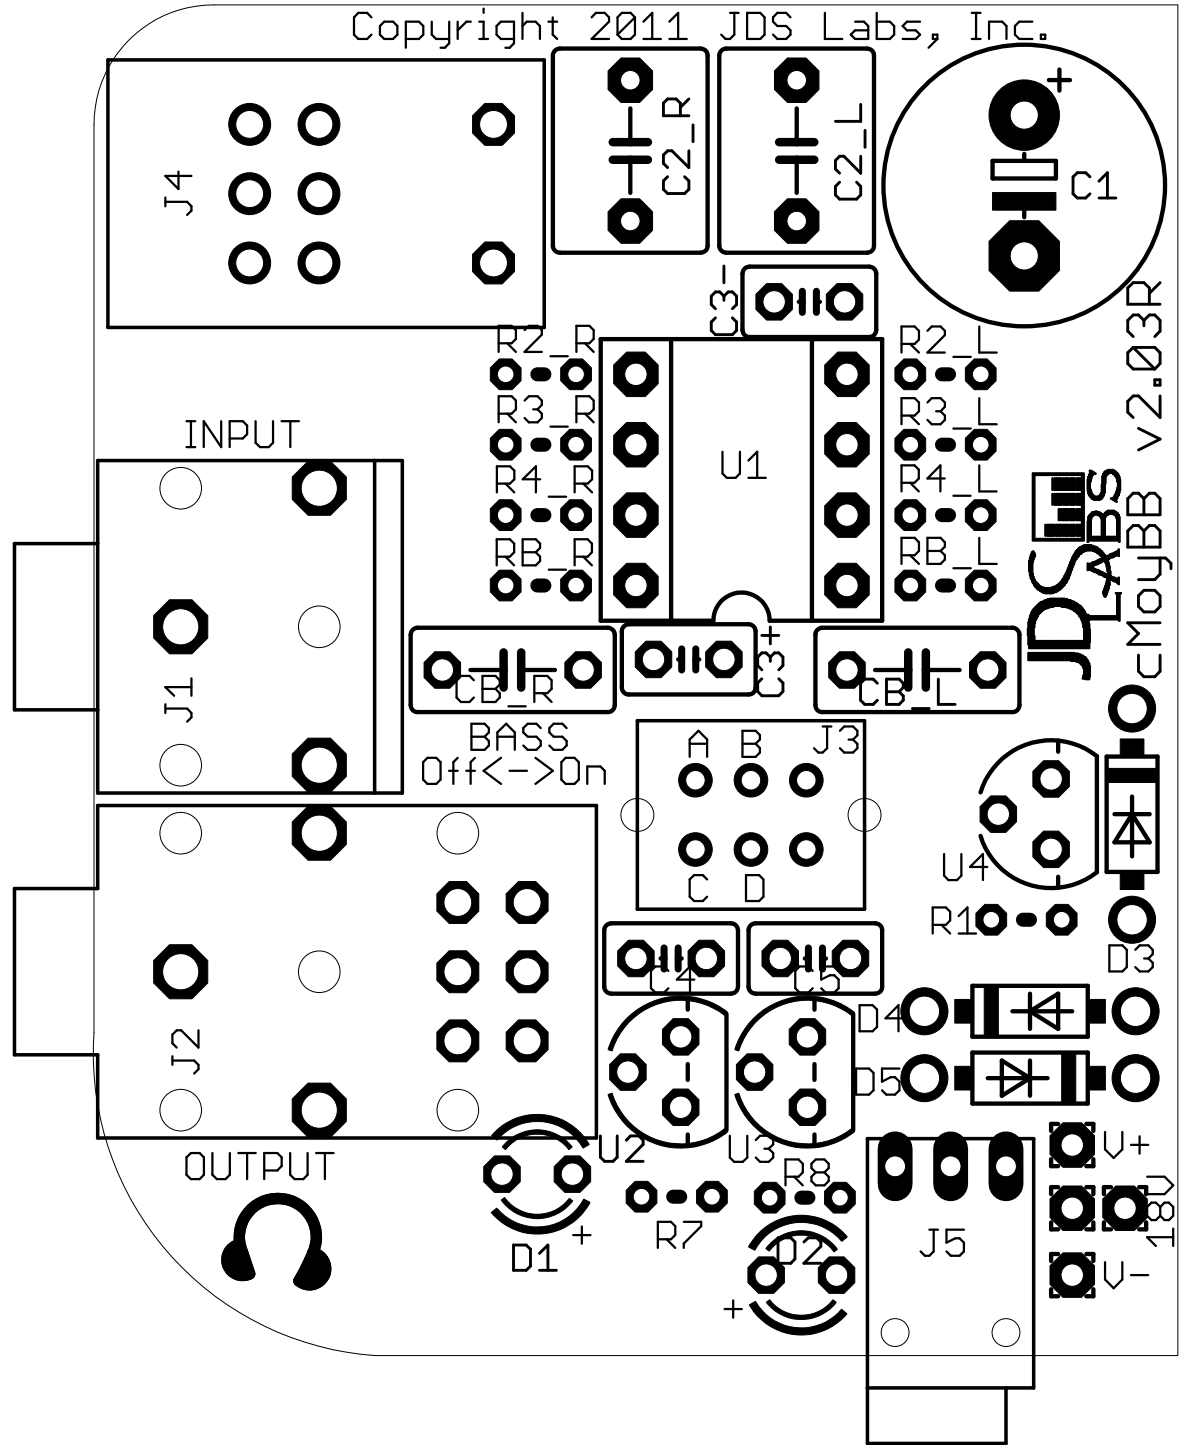 Copyright 2011 JDS Labs, Inc.
C2_R
C2_L
+
C1
J4
C3-
R2_R
R2_L
R3_R
R3_L
INPUT
U1
R4_R
R4_L
RB_R
RB_L
cMoyBB v2.03R
JDS LABS
J1
CB_R
C3+
CB_L
BASS
Off<->On
A B J3
C D
U4
R1
D3
C4
C5
D4
J2
D5
OUTPUT
U2
U3
V+
R8
18V
D1
+
R7
D2
J5
V-
+